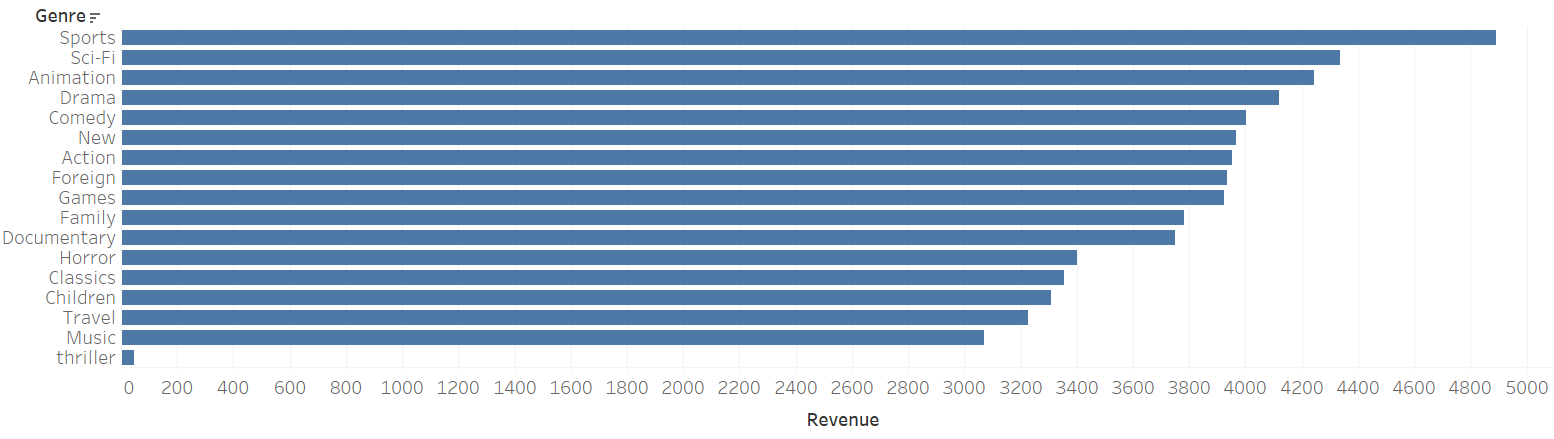 Genre
Sports
Sci-Fi
Animation
Drama
Comedy
New
Action
Foreign
Games
Family
Documentary
Horror
Classics
Children
Travel
Music
thriller
0 200 400 600 800 1000 1200 1400 1600 1800 2000 2200 2400 2600 2800 3000 3200 3400 3600 3800 4000 4200 4400 4600 4800 5000
Revenue